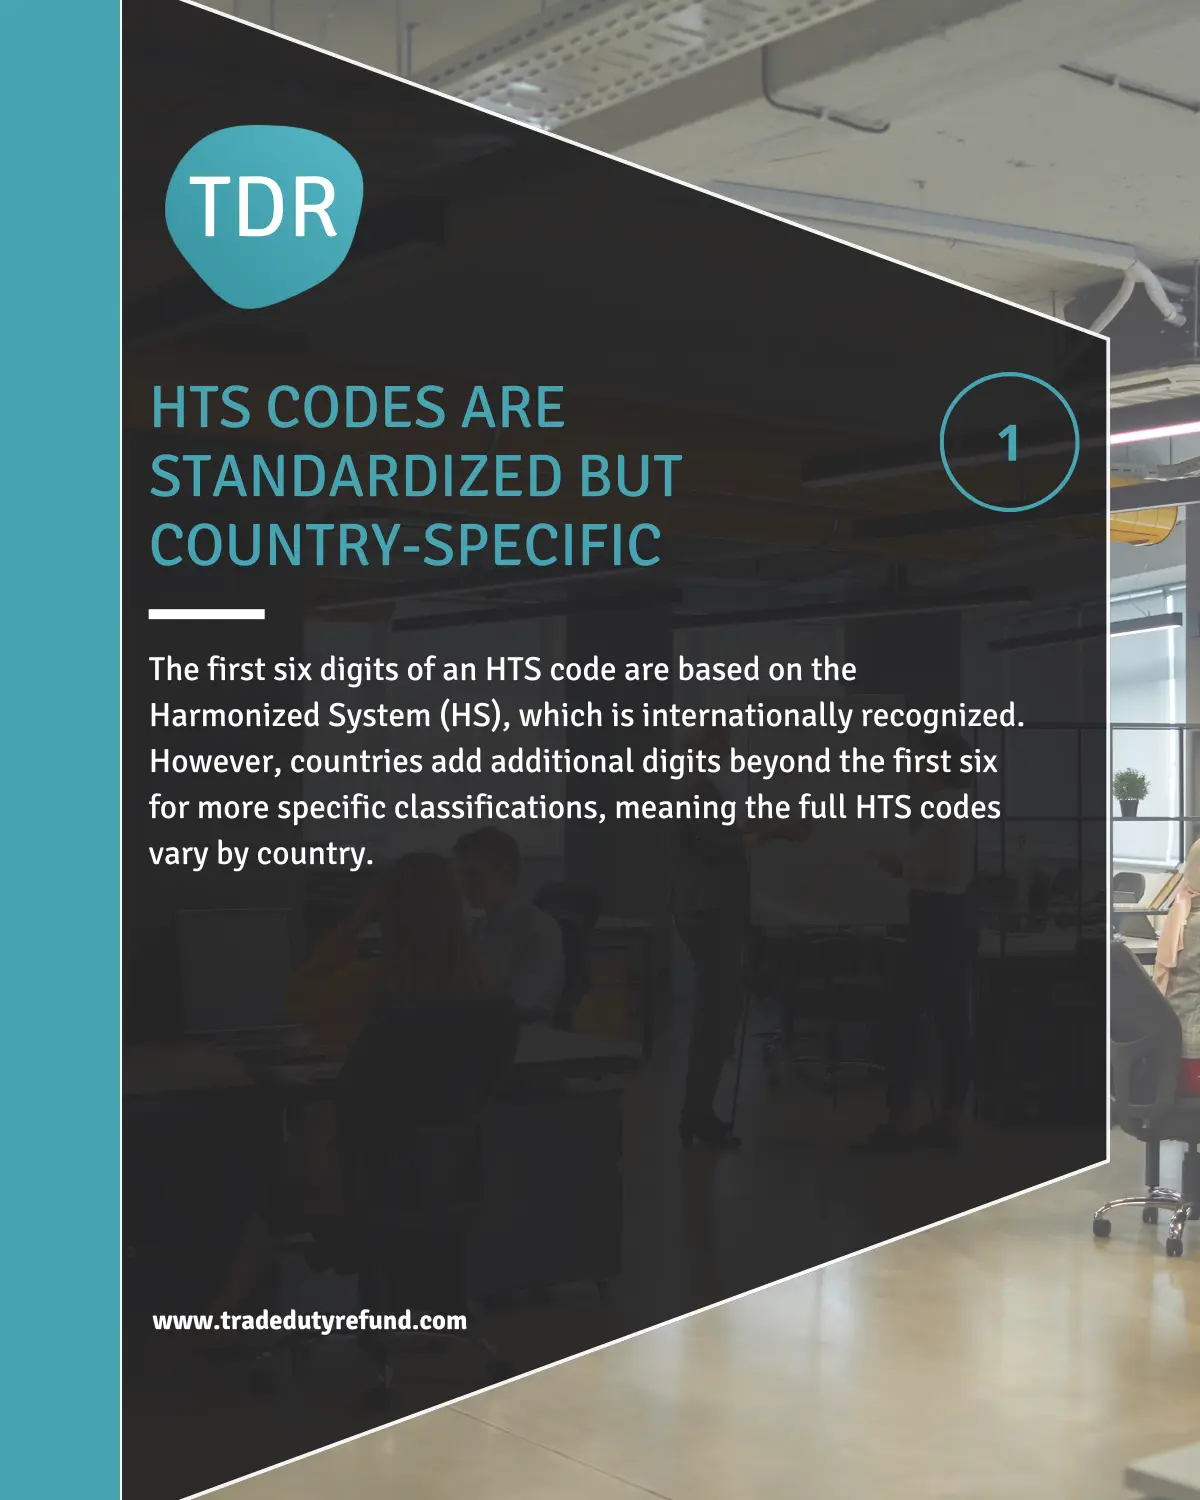 TDR
HTS CODES ARE
STANDARDIZED BUT
COUNTRY-SPECIFIC
1
The first six digits of an HTS code are based on the
Harmonized System (HS), which is internationally recognized.
However, countries add additional digits beyond the first six
for more specific classifications, meaning the full HTS codes
vary by country.
www.tradedutyrefund.com